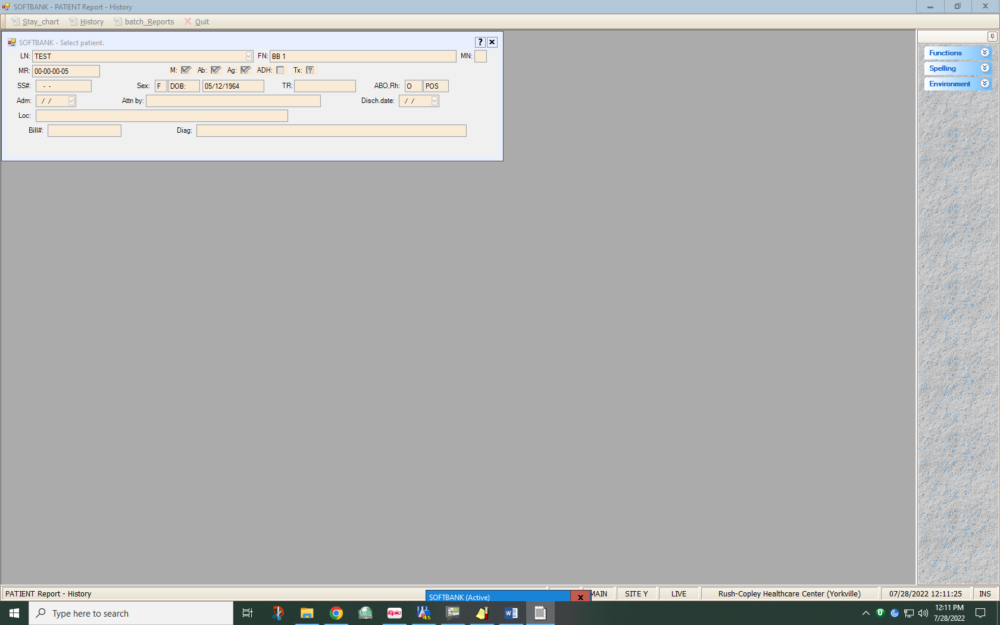 SOFTBANK - PATIENT Report - History
Stay_chart History batch_Reports Quit
SOFTBANK - Select patient. ?
LN: TEST FN: BB 1 MN:
MR: 00-00-00-05 M: Ab: Ag: ADH: Tx: ?
SS#: - - Sex: F DOB: 05/12/1964 TR: ABO,Rh: O POS
Adm: / / Attn by: Disch.date: / /
Loc:
Bill#: Diag:
Functions
Spelling
Environment
PATIENT Report - History SOFTBANK (Active) x MAIN SITE Y LIVE Rush-Copley Healthcare Center (Yorkville) 07/28/2022 12:11:25 INS
Type here to search Unity Epic 4.5 12:11 PM
7/28/2022